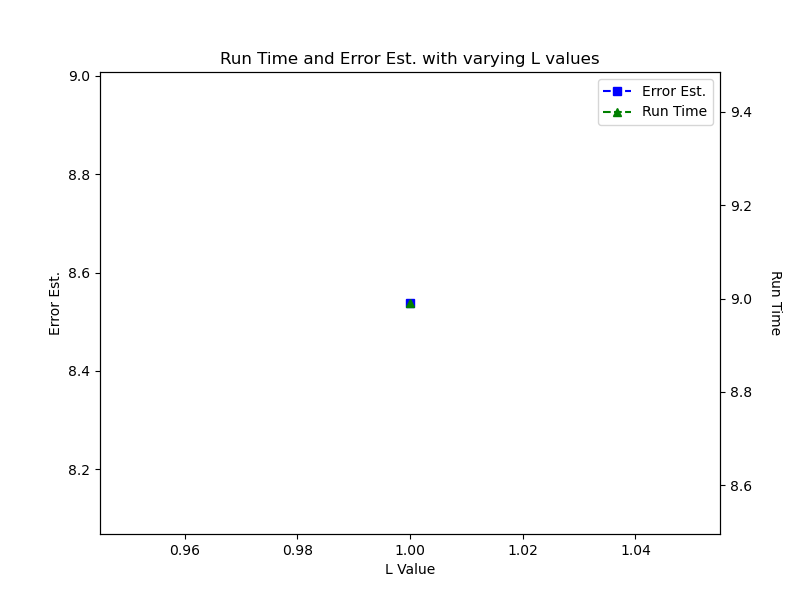 Run Time and Error Est. with varying L values
Error Est.
Run Time
9.0
8.8
8.6
8.4
8.2
Error Est.
9.4
9.2
9.0
8.8
8.6
Run Time
0.96
0.98
1.00
1.02
1.04
L Value